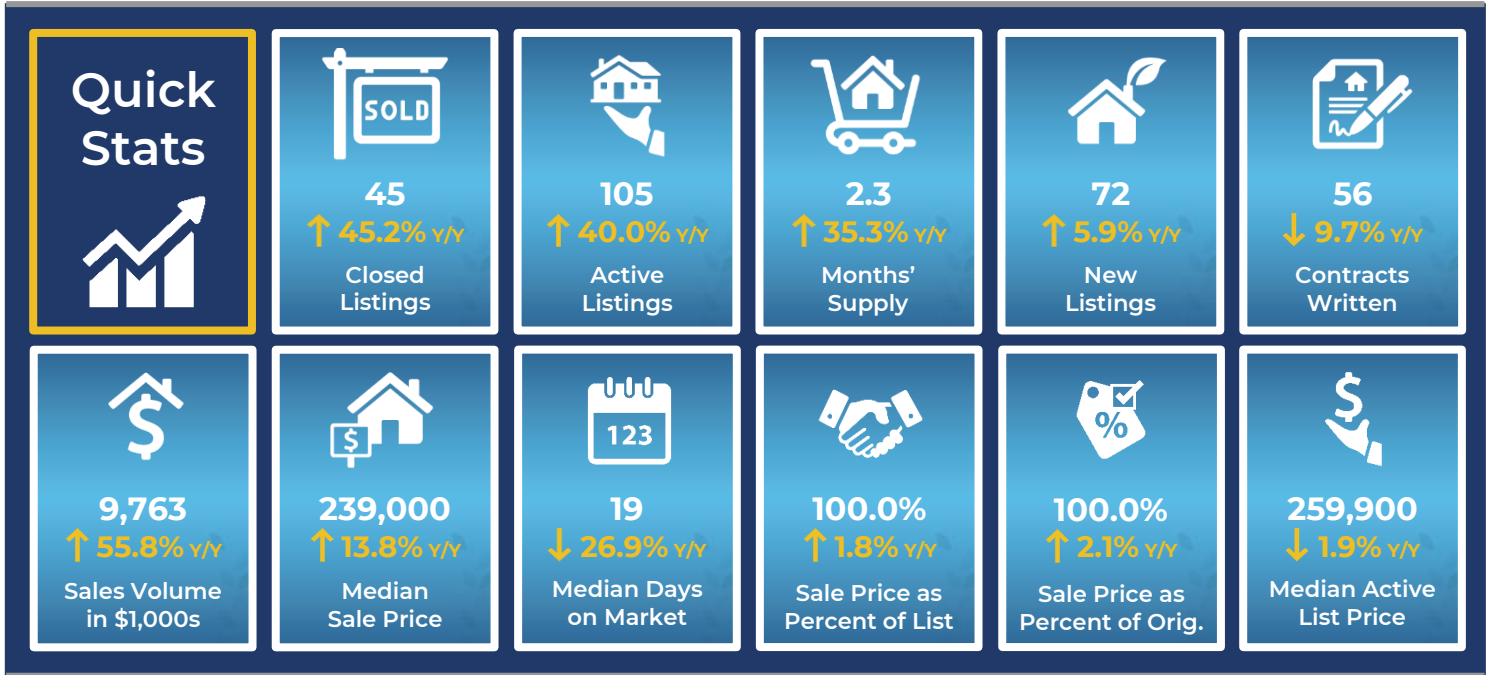 Quick
Stats
SOLD
45
↑ 45.2% Y/Y
Closed
Listings
105
↑ 40.0% Y/Y
Active
Listings
2.3
↑ 35.3% Y/Y
Months’
Supply
72
↑ 5.9% Y/Y
New
Listings
56
↓ 9.7% Y/Y
Contracts
Written
$
9,763
↑ 55.8% Y/Y
Sales Volume
in $1,000s
$
239,000
↑ 13.8% Y/Y
Median
Sale Price
123
19
↓ 26.9% Y/Y
Median Days
on Market
100.0%
↑ 1.8% Y/Y
Sale Price as
Percent of List
%
100.0%
↑ 2.1% Y/Y
Sale Price as
Percent of Orig.
$
259,900
↓ 1.9% Y/Y
Median Active
List Price